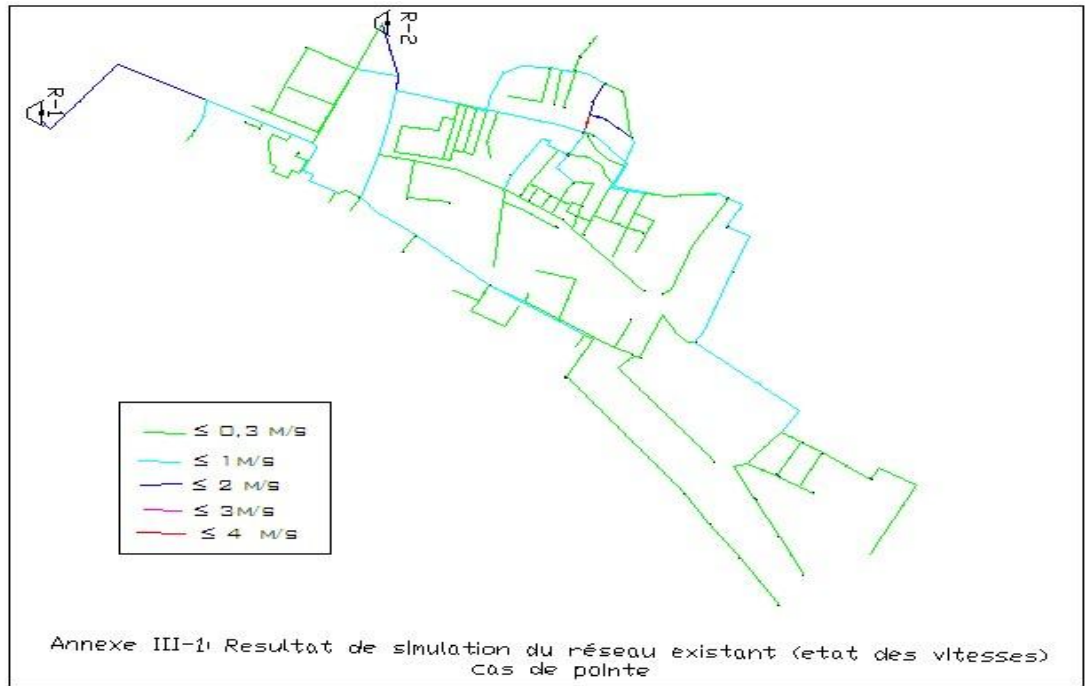 R-2
R-1
≤ 0,3 M/S
≤ 1M/S
≤ 2 M/S
≤ 3M/S
≤ 4 M/S
Annexe III-1: Resultat de simulation du réseau existant (etat des vitesses)
cas de pointe